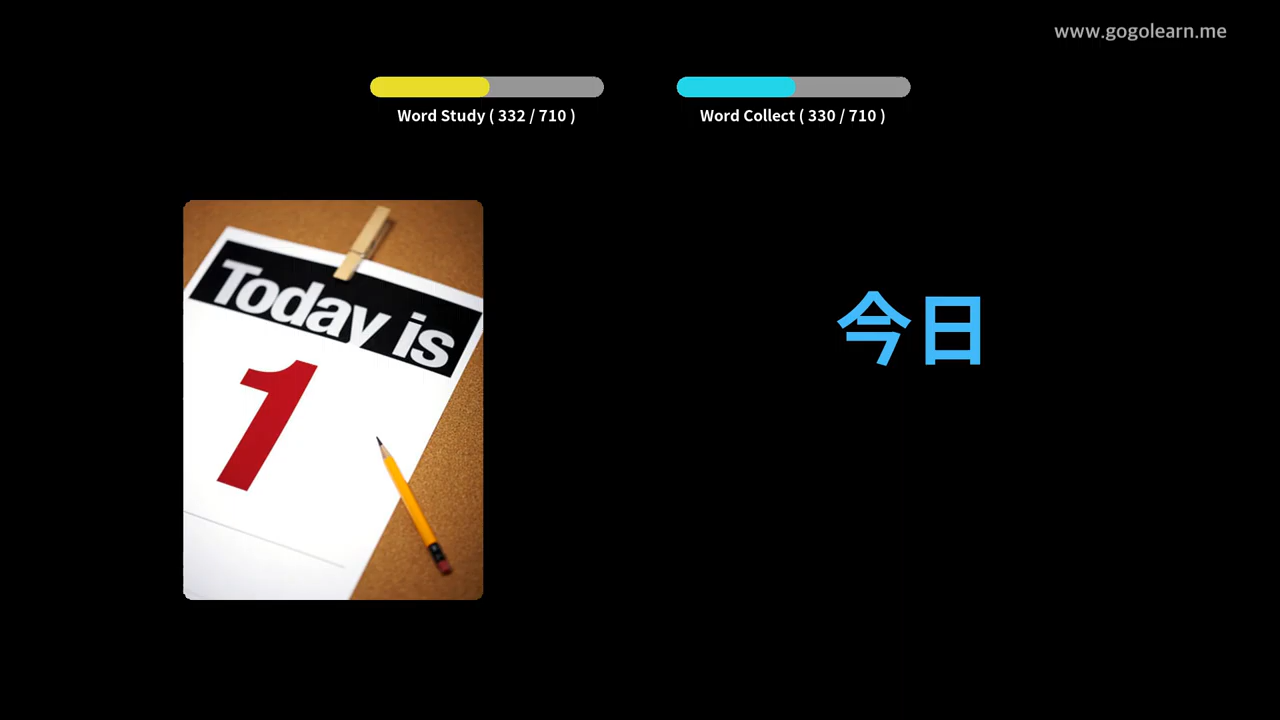 www.gogolearn.me
Word Study ( 332 / 710 )
Word Collect ( 330 / 710 )
Today is
1
今日